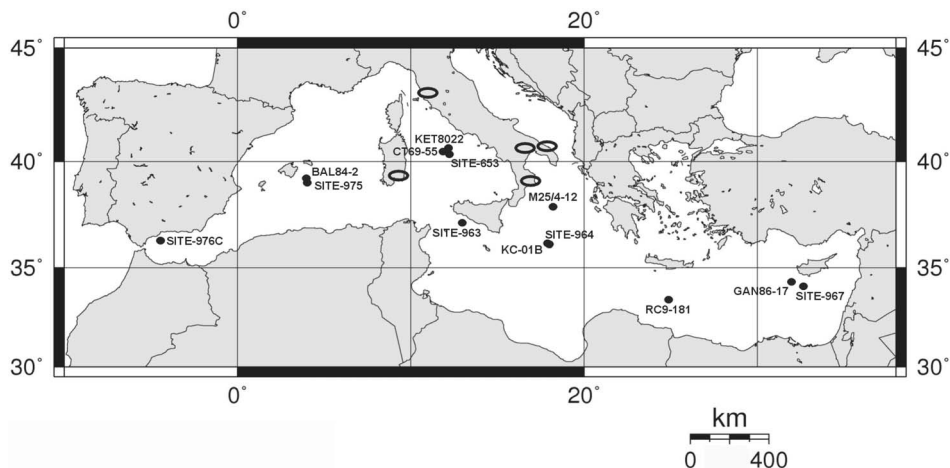 0° 20°
45° 45°
KET8022
CT69-55
40° 40°
SITE-653
BAL84-2
SITE-975
M25/4-12
SITE-963
SITE-964
SITE-976C
KC-01B
35° 35°
GAN86-17
SITE-967
RC9-181
30° 30°
0° 20°
km
0 400